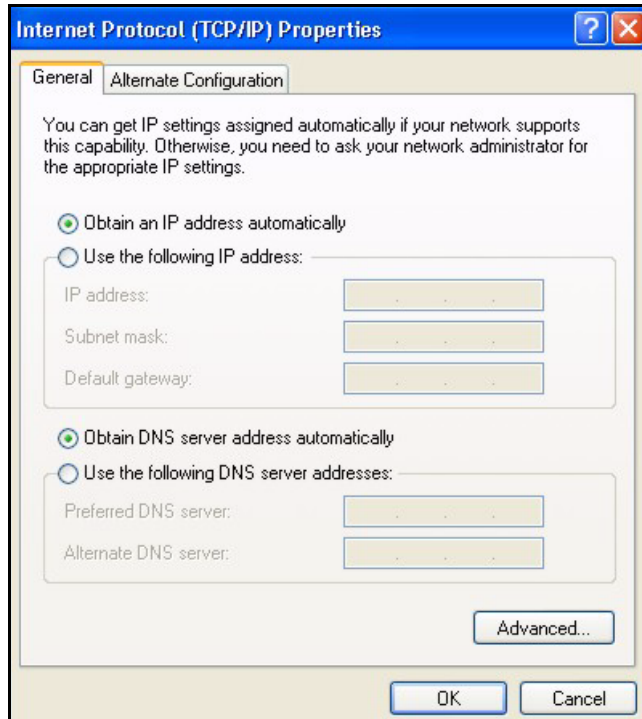 Internet Protocol (TCP/IP) Properties
General
Alternate Configuration
You can get IP settings assigned automatically if your network supports
this capability. Otherwise, you need to ask your network administrator for
the appropriate IP settings.
Obtain an IP address automatically
Use the following IP address:
IP address:
Subnet mask:
Default gateway:
Obtain DNS server address automatically
Use the following DNS server addresses:
Preferred DNS server:
Alternate DNS server:
Advanced...
OK
Cancel